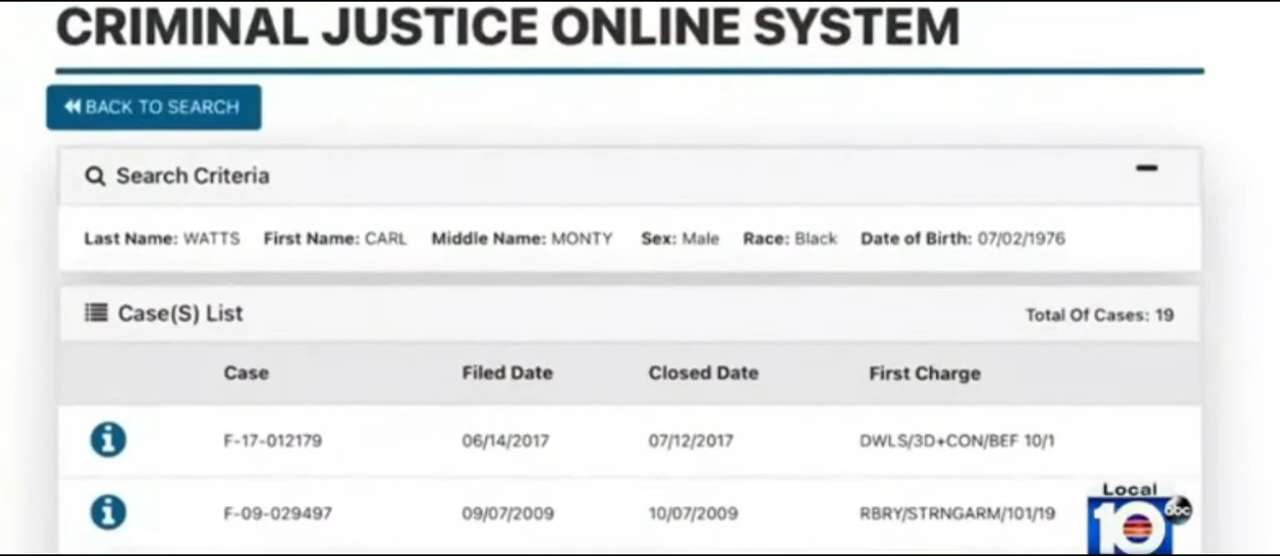 CRIMINAL JUSTICE ONLINE SYSTEM
BACK TO SEARCH
Search Criteria
Last Name: WATTS First Name: CARL Middle Name: MONTY Sex: Male Race: Black Date of Birth: 07/02/1976
Case(S) List Total Of Cases: 19
Case Filed Date Closed Date First Charge
F-17-012179 06/14/2017 07/12/2017 DWLS/3D+CON/BEF 10/1
F-09-029497 09/07/2009 10/07/2009 RBRY/STRNGARM/101/19
Local
10 abc